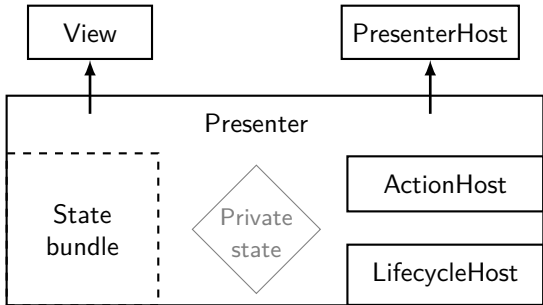 View
PresenterHost
Presenter
State
bundle
Private
state
ActionHost
LifecycleHost